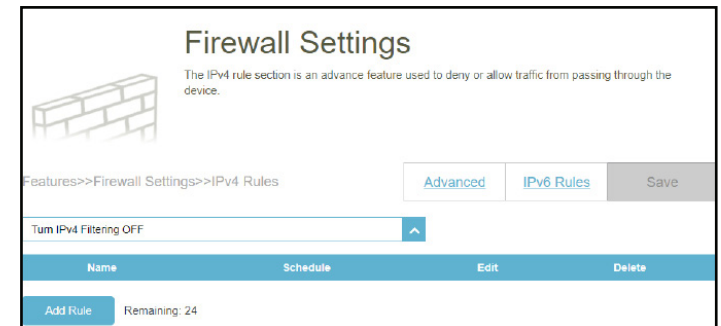 Firewall Settings
The IPv4 rule section is an advance feature used to deny or allow traffic from passing through the
device.
Features>>Firewall Settings>>IPv4 Rules
Advanced
IPv6 Rules
Save
Turn IPv4 Filtering OFF
Name Schedule Edit Delete
Add Rule Remaining: 24